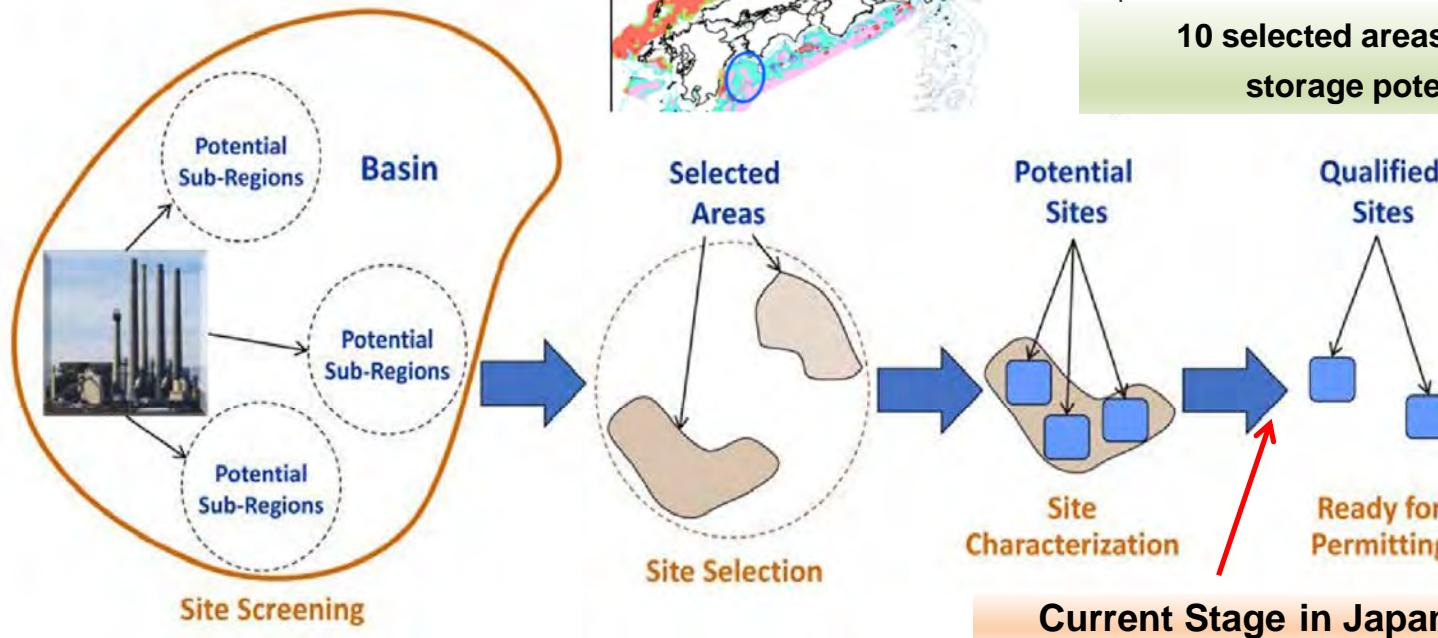 10 selected areas
storage pote
Potential
Sub-Regions
Basin
Potential
Sub-Regions
Potential
Sub-Regions
Site Screening
Selected
Areas
Site Selection
Potential
Sites
Site
Characterization
Qualified
Sites
Ready for
Permitting
Current Stage in Japan